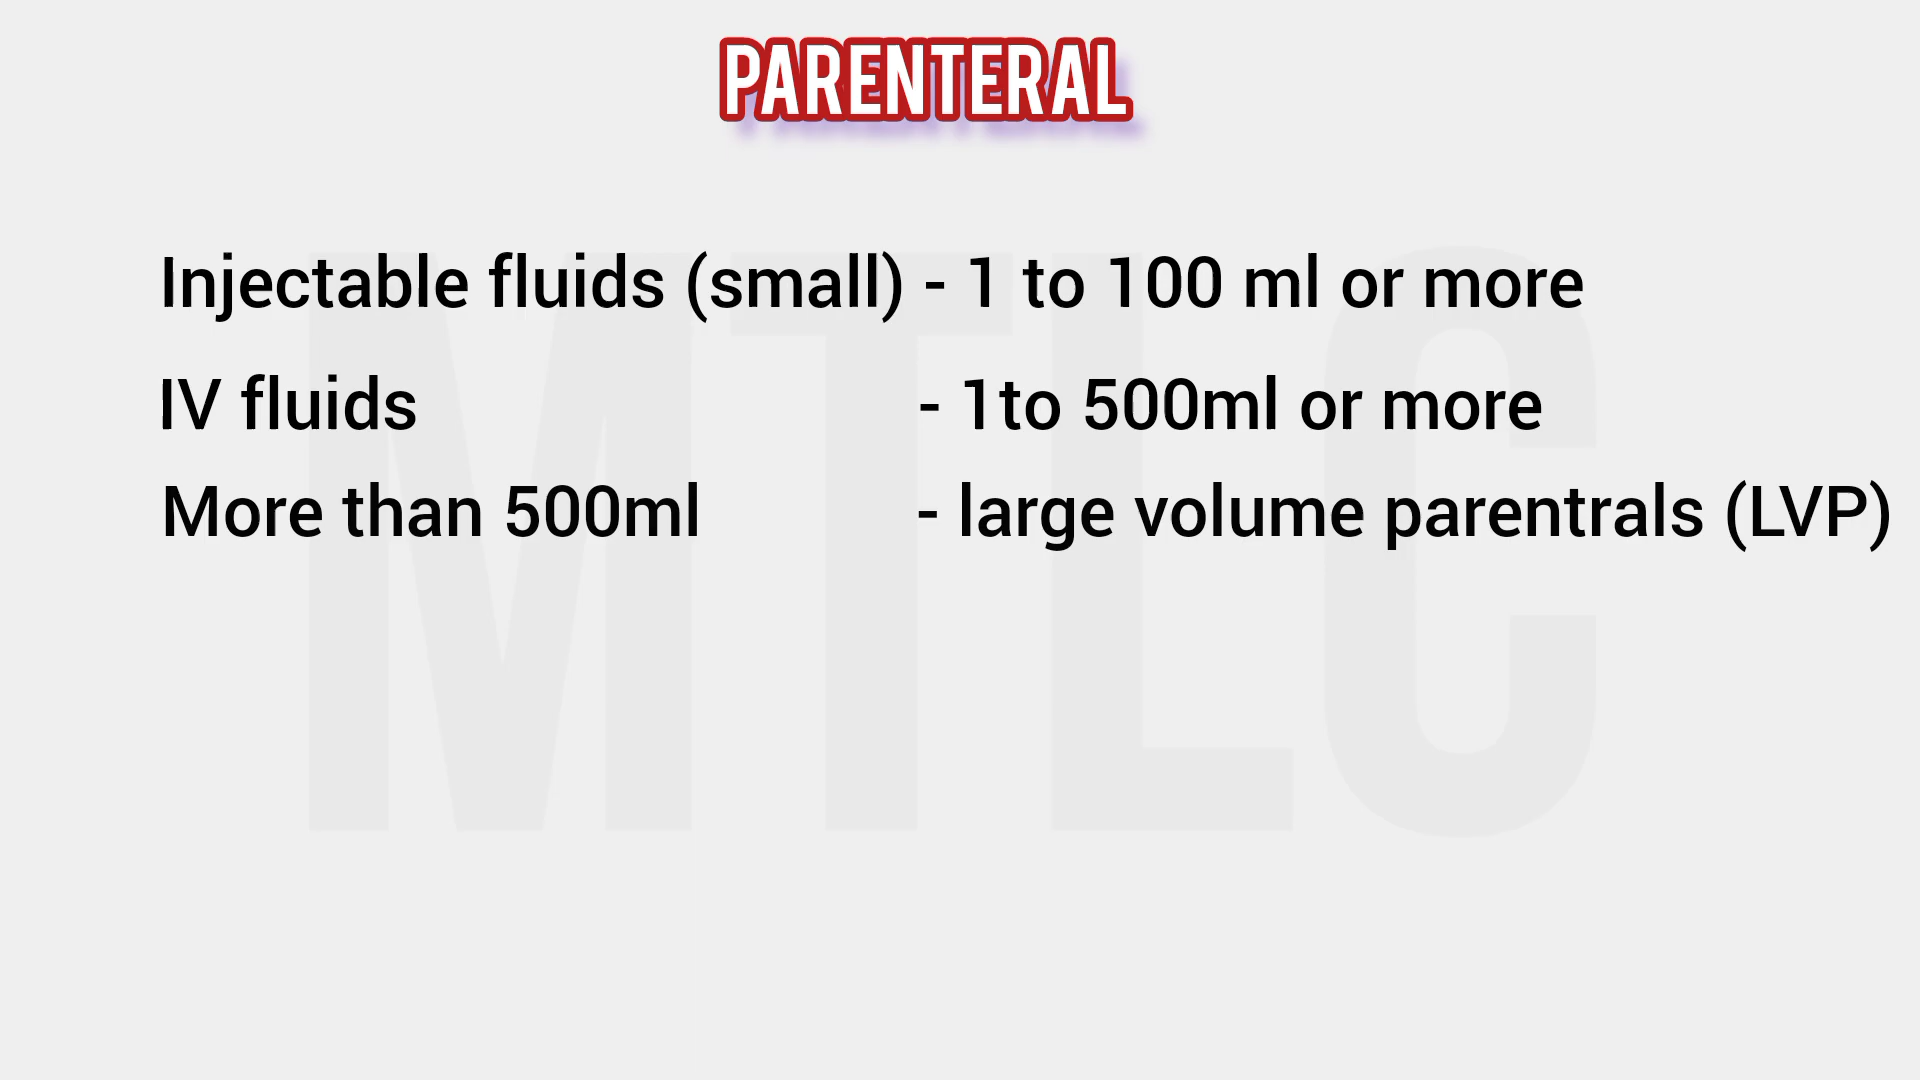 PARENTERAL
Injectable fluids (small) - 1 to 100 ml or more
IV fluids - 1to 500ml or more
More than 500ml - large volume parentrals (LVP)
MTLC